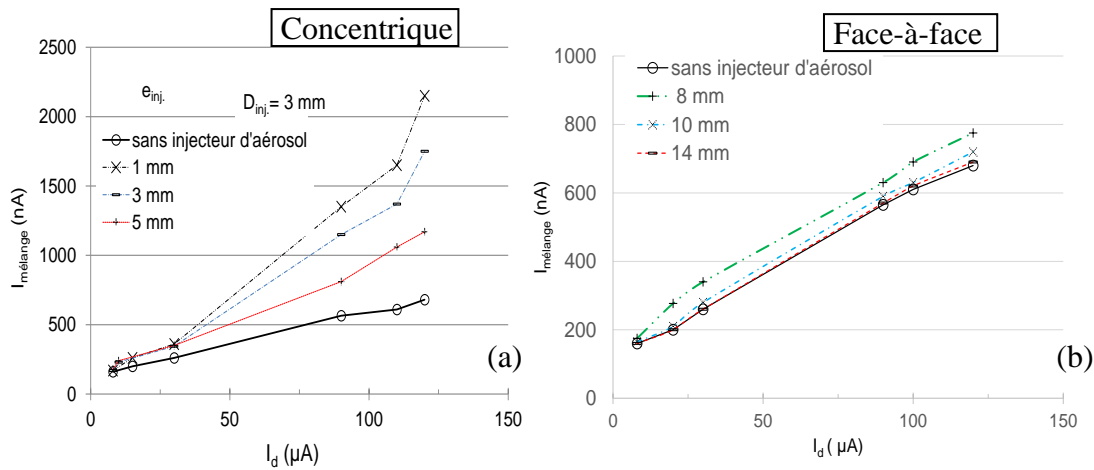 Concentrique
2500
2000
1500
1000
500
0
I_mélange (nA)
e_inj.
D_inj.= 3 mm
sans injecteur d'aérosol
1 mm
3 mm
5 mm
(a)
0
50
100
150
I_d (µA)
Face-à-face
1000
800
600
400
200
0
I_mélange (nA)
sans injecteur d'aérosol
8 mm
10 mm
14 mm
(b)
0
50
100
150
I_d ( µA)